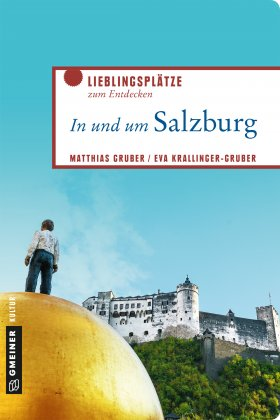 LIEBLINGSPLÄTZE
zum Entdecken
In und um Salzburg
MATTHIAS GRUBER / EVA KRALLINGER-GRUBER
GMEINER
KULTUR